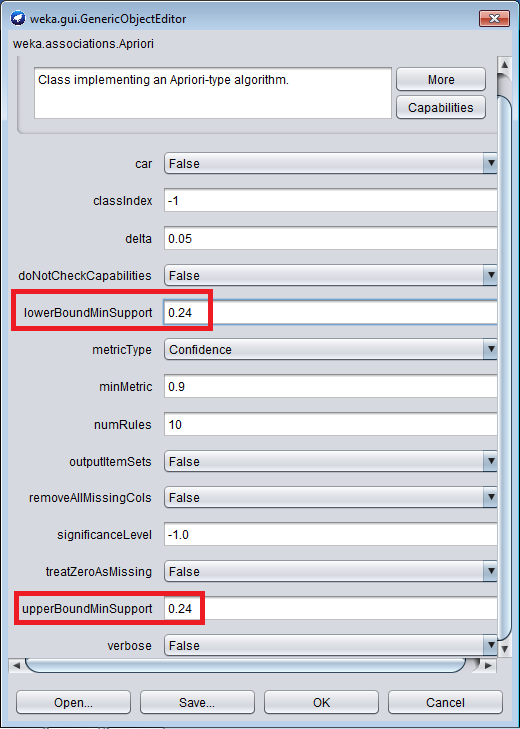 weka.gui.GenericObjectEditor
weka.associations.Apriori
Class implementing an Apriori-type algorithm.
More
Capabilities
car False
classIndex -1
delta 0.05
doNotCheckCapabilities False
lowerBoundMinSupport 0.24
metricType Confidence
minMetric 0.9
numRules 10
outputItemSets False
removeAllMissingCols False
significanceLevel -1.0
treatZeroAsMissing False
upperBoundMinSupport 0.24
verbose False
Open... Save... OK Cancel